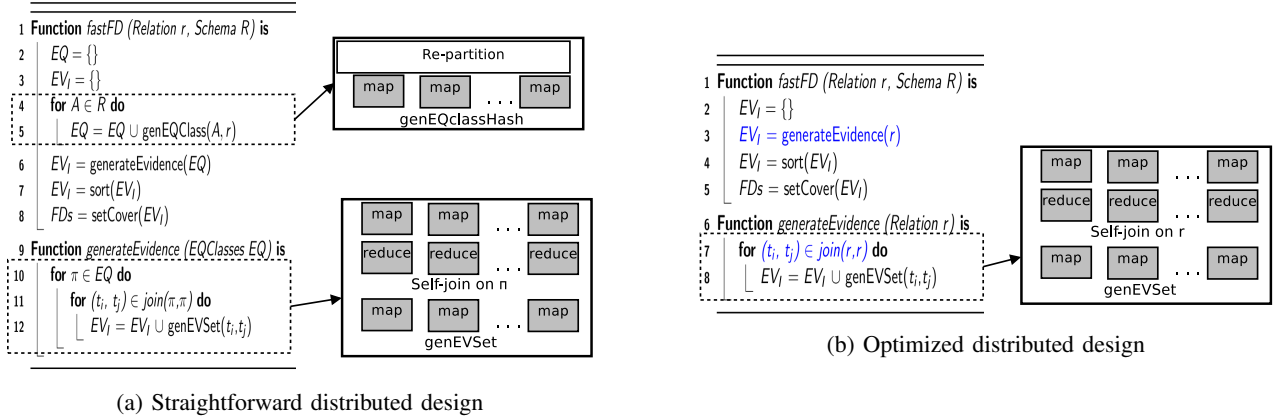 1 Function fastFD (Relation r, Schema R) is
2 EQ = {}
3 EV_I = {}
4 for A ∈ R do
5 EQ = EQ ∪ genEQClass(A, r)
6 EV_I = generateEvidence(EQ)
7 EV_I = sort(EV_I)
8 FDs = setCover(EV_I)
9 Function generateEvidence (EQClasses EQ) is
10 for π ∈ EQ do
11 for (t_i, t_j) ∈ join(π,π) do
12 EV_I = EV_I ∪ genEVSet(t_i,t_j)
Re-partition
map map . . . map
genEQclassHash
map map . . . map
reduce reduce . . . reduce
Self-join on π
map map . . . map
genEVSet
(a) Straightforward distributed design
1 Function fastFD (Relation r, Schema R) is
2 EV_I = {}
3 EV_I = generateEvidence(r)
4 EV_I = sort(EV_I)
5 FDs = setCover(EV_I)
6 Function generateEvidence (Relation r) is
7 for (t_i, t_j) ∈ join(r,r) do
8 EV_I = EV_I ∪ genEVSet(t_i,t_j)
map map . . . map
reduce reduce . . . reduce
Self-join on r
map map . . . map
genEVSet
(b) Optimized distributed design